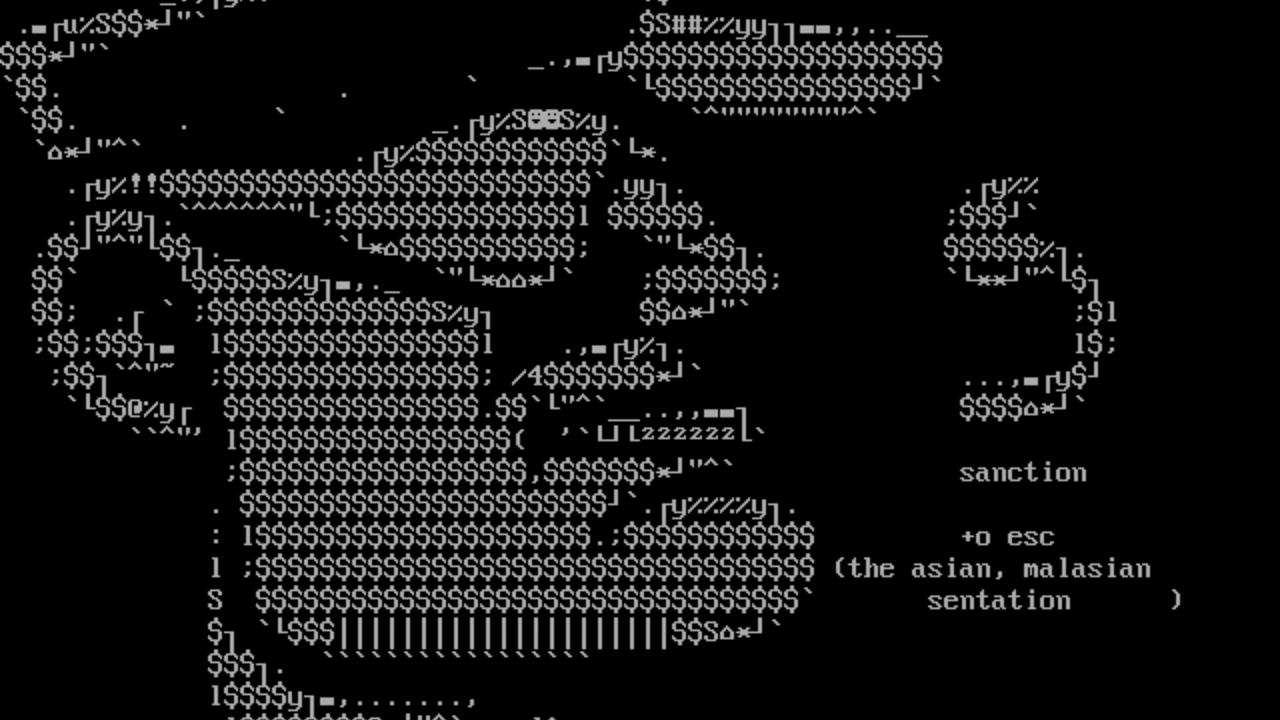 sanction
+o esc
(the asian, malasian
sentation )